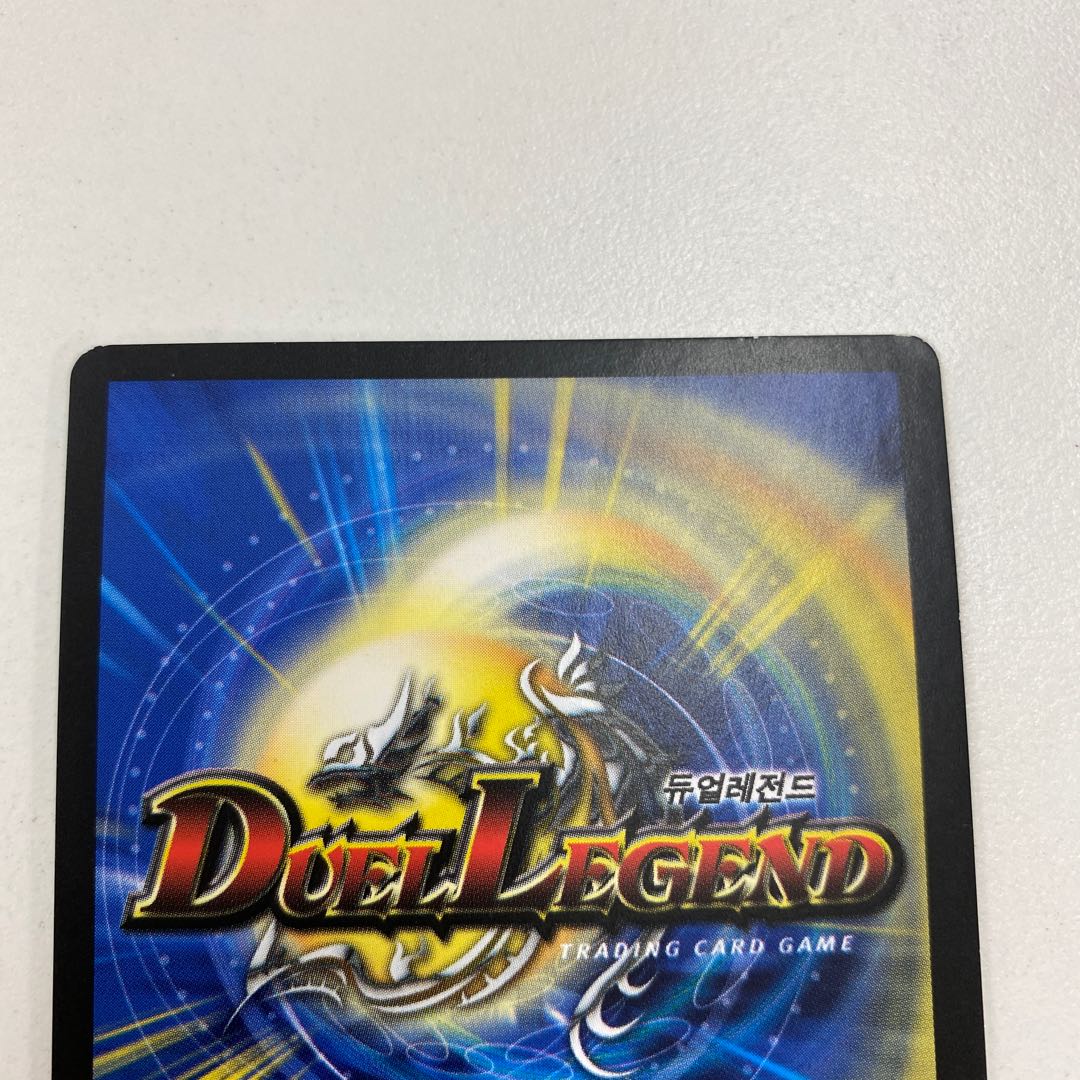 듀얼레전드
DUEL LEGEND
TRADING CARD GAME